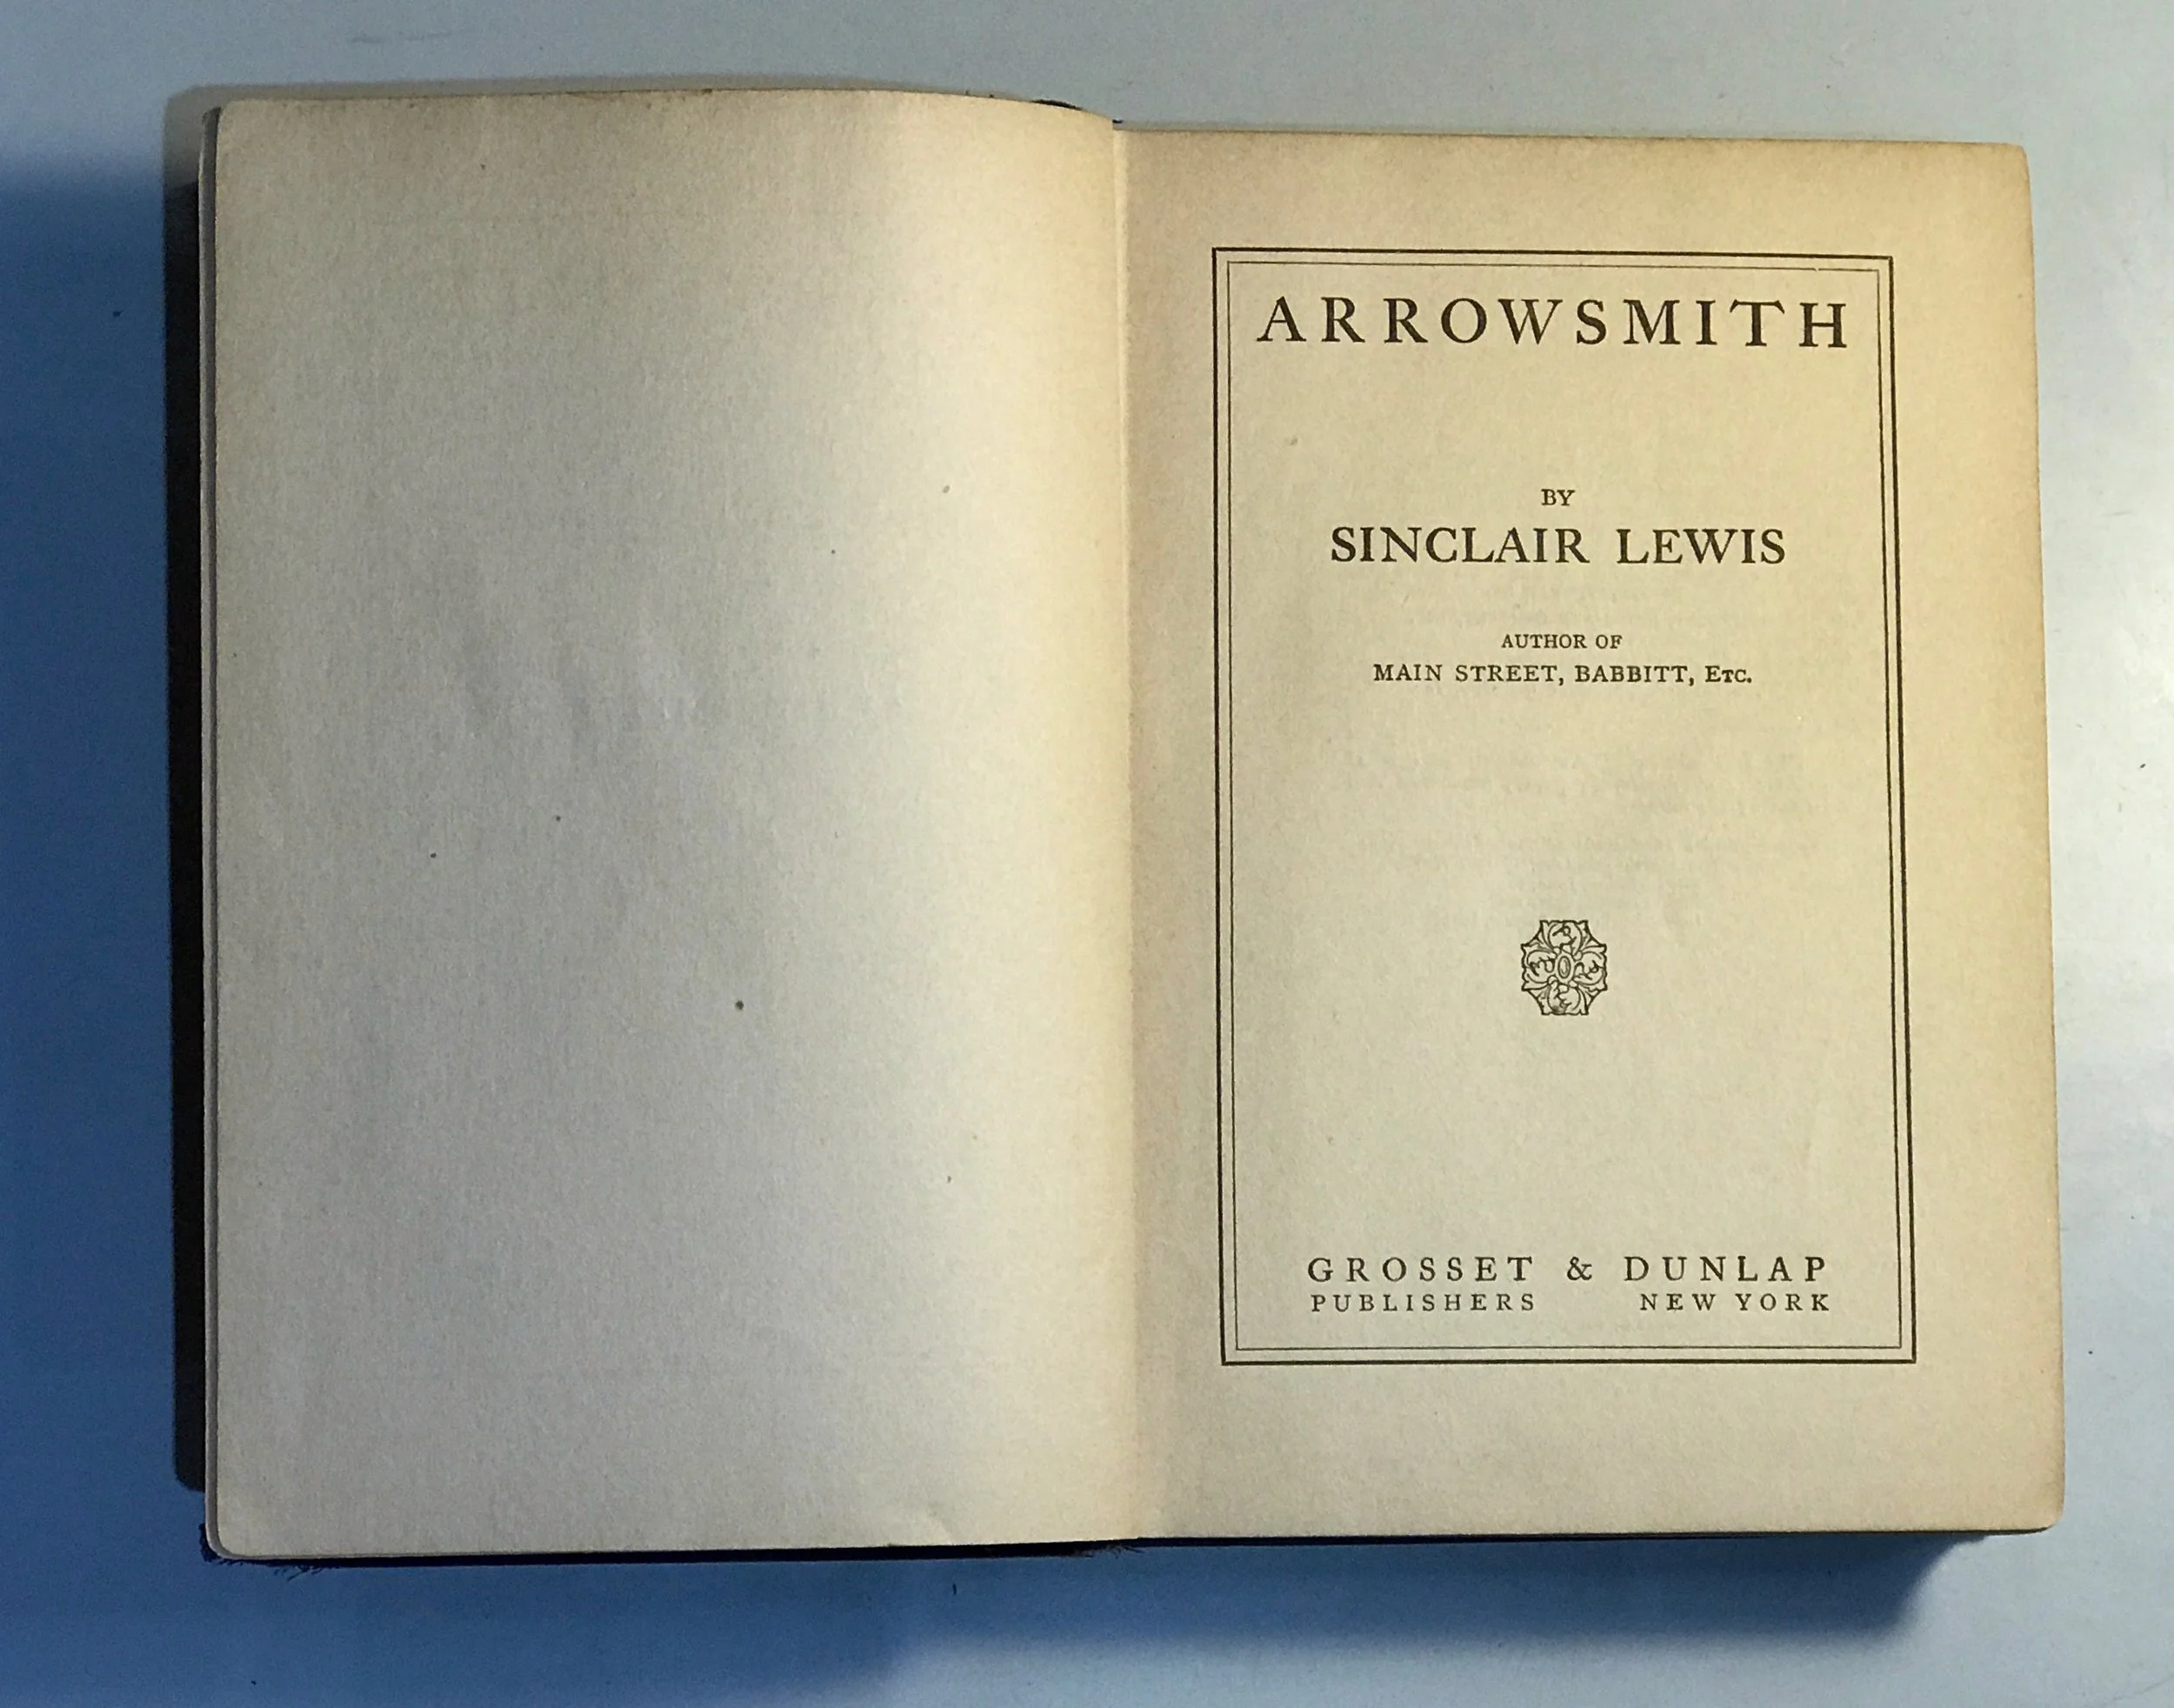 ARROWSMITH
BY
SINCLAIR LEWIS
AUTHOR OF
MAIN STREET, BABBITT, ETC.
GROSSET & DUNLAP
PUBLISHERS NEW YORK